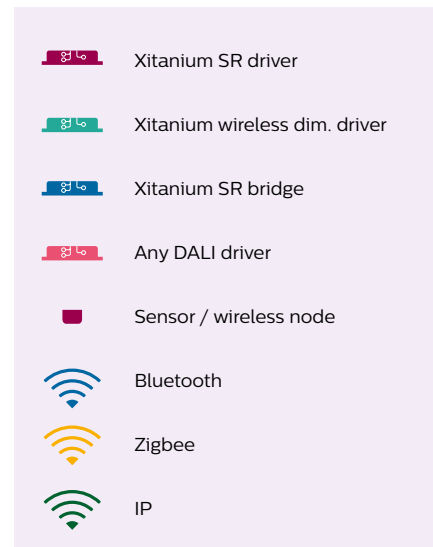 Xitanium SR driver
Xitanium wireless dim. driver
Xitanium SR bridge
Any DALI driver
Sensor / wireless node
Bluetooth
Zigbee
IP